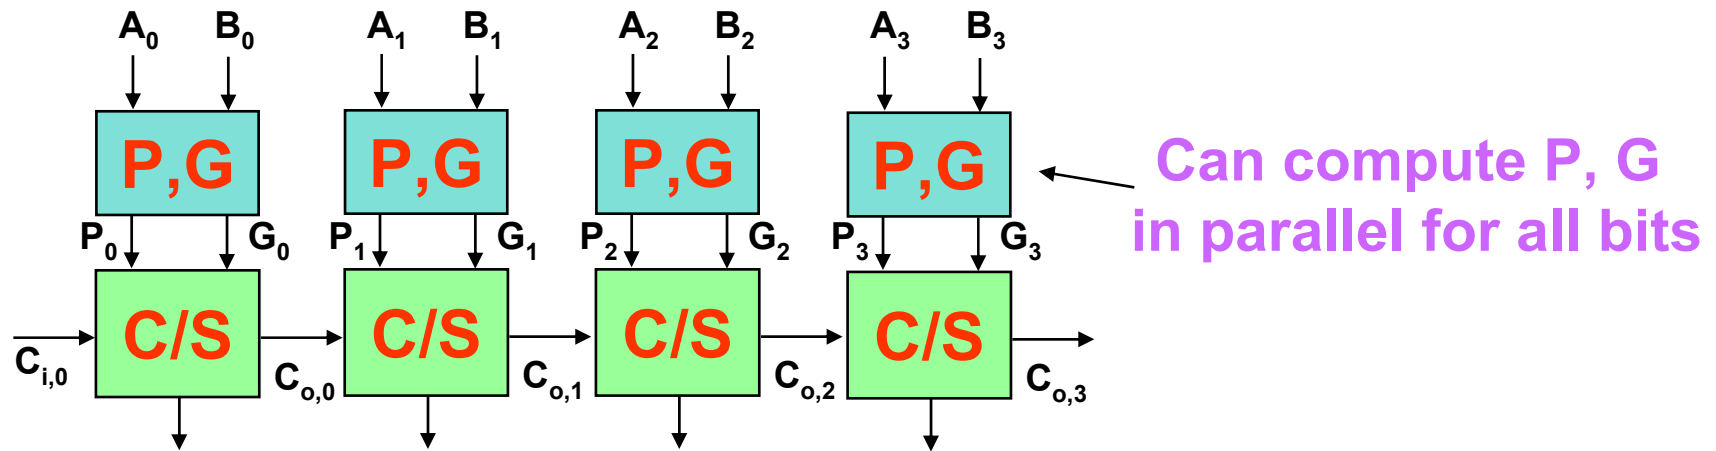 A0 B0 A1 B1 A2 B2 A3 B3
P,G P,G P,G P,G
Can compute P, G
in parallel for all bits
P0 G0 P1 G1 P2 G2 P3 G3
C/S C/S C/S C/S
Ci,0 Co,0 Co,1 Co,2 Co,3